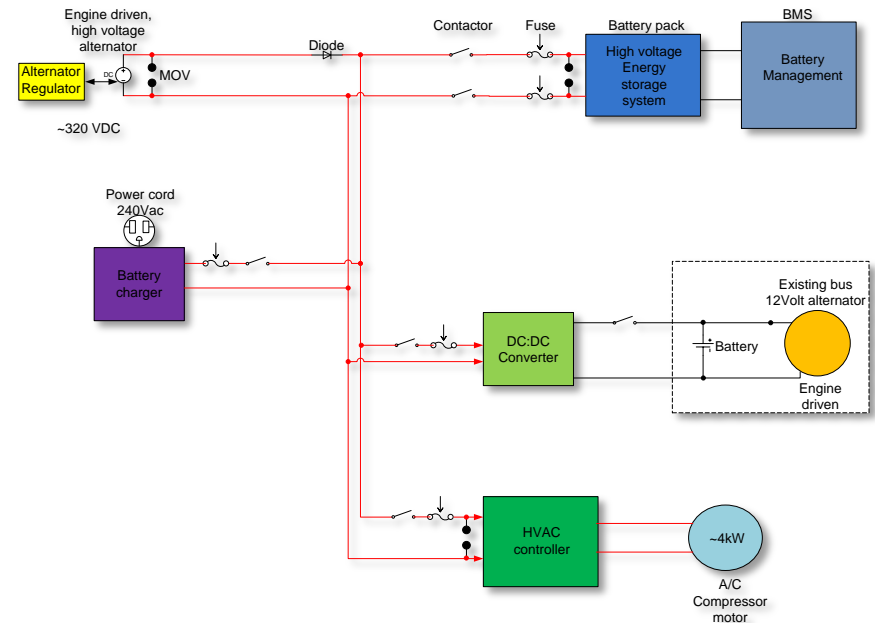 Engine driven,
high voltage
alternator
Alternator
Regulator
DC
MOV
~320 VDC
Diode
Contactor
Fuse
Battery pack
High voltage
Energy
storage
system
BMS
Battery
Management
Power cord
240Vac
Battery
charger
DC:DC
Converter
Existing bus
12Volt alternator
Battery
Engine
driven
HVAC
controller
~4kW
A/C
Compressor
motor